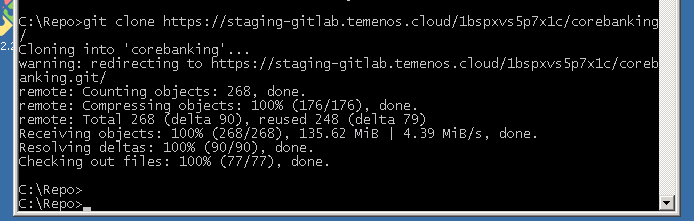 C:\Repo>git clone https://staging-gitlab.temenos.cloud/1bspxvs5p7x1c/corebanking
/
Cloning into 'corebanking'...
warning: redirecting to https://staging-gitlab.temenos.cloud/1bspxvs5p7x1c/coreb
anking.git/
remote: Counting objects: 268, done.
remote: Compressing objects: 100% (176/176), done.
remote: Total 268 (delta 90), reused 248 (delta 79)
Receiving objects: 100% (268/268), 135.62 MiB | 4.39 MiB/s, done.
Resolving deltas: 100% (90/90), done.
Checking out files: 100% (77/77), done.
C:\Repo>
C:\Repo>_